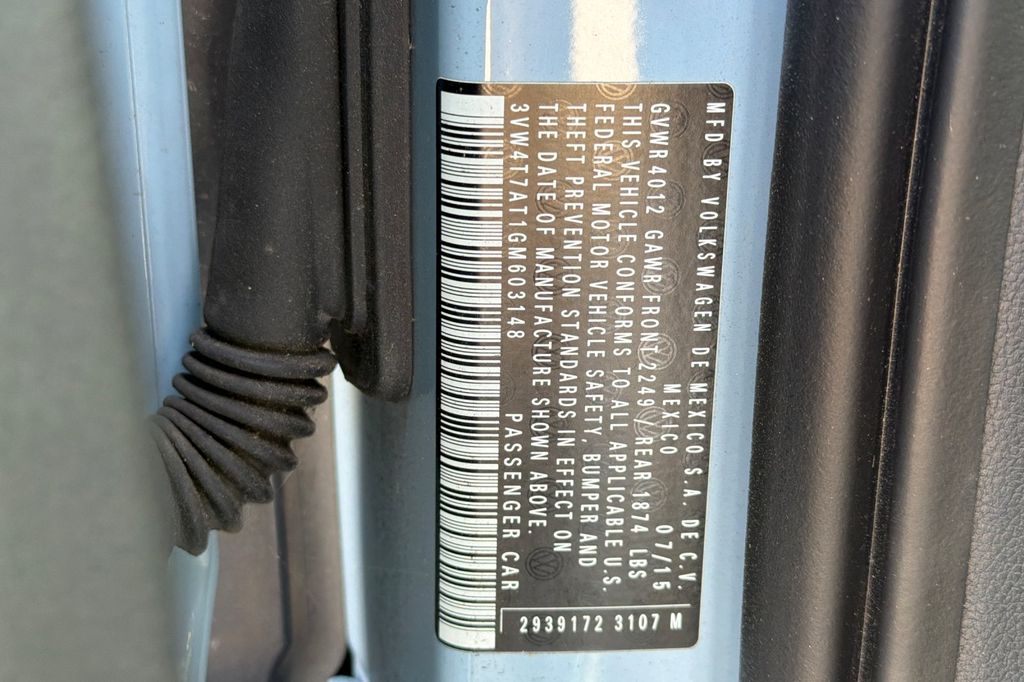 MFD BY VOLKSWAGEN DE MEXICO S.A. DE C.V.
MEXICO 07/15
GVWR 4012 GAWR FRONT 2249 REAR 1874 LBS
THIS VEHICLE CONFORMS TO ALL APPLICABLE U.S.
FEDERAL MOTOR VEHICLE SAFETY, BUMPER AND
THEFT PREVENTION STANDARDS IN EFFECT ON
THE DATE OF MANUFACTURE SHOWN ABOVE.
3VW4T7AT1GM603148 PASSENGER CAR
2939172 3107 M